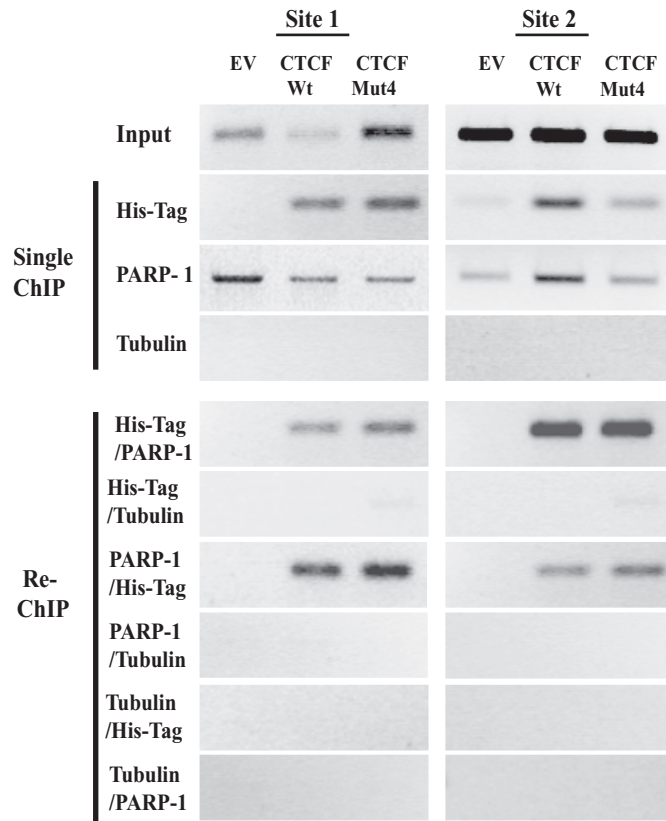 Site 1 Site 2
EV CTCF CTCF EV CTCF CTCF
Wt Mut4 Wt Mut4
Input
His-Tag
Single
ChIP
PARP- 1
Tubulin
His-Tag
/PARP-1
His-Tag
/Tubulin
Re-
ChIP
PARP-1
/His-Tag
PARP-1
/Tubulin
Tubulin
/His-Tag
Tubulin
/PARP-1